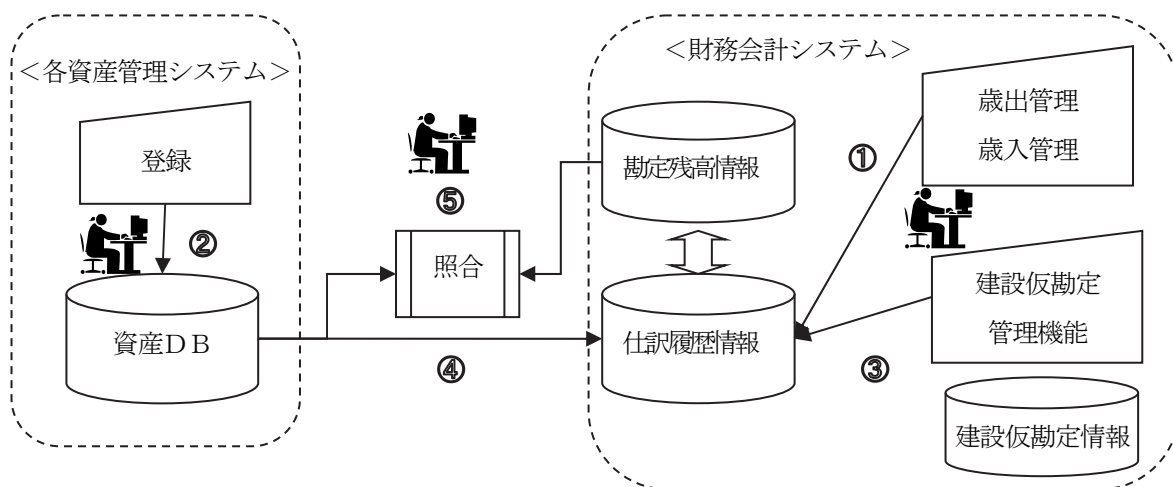 ＜各資産管理システム＞
登録
②
資産ＤＢ
⑤
照合
④
＜財務会計システム＞
勘定残高情報
仕訳履歴情報
①
歳出管理
歳入管理
建設仮勘定
管理機能
③
建設仮勘定情報